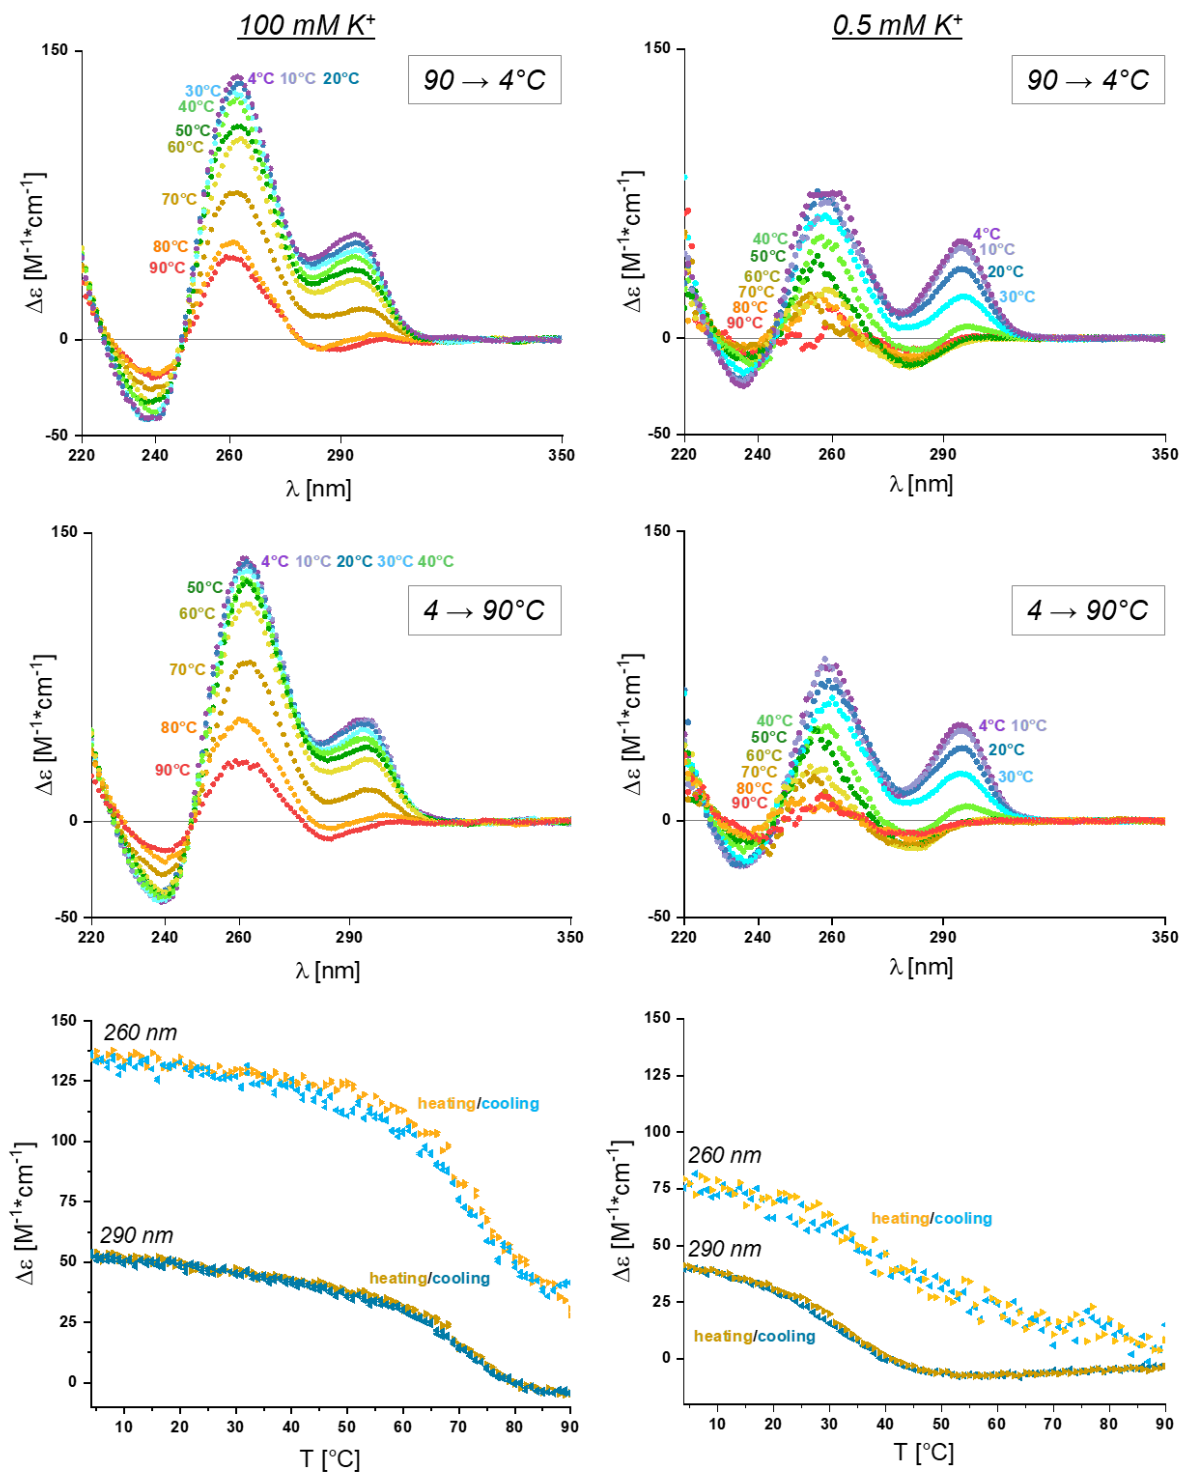 100 mM K+
0.5 mM K+
150
0
-50
220 240 260 290 350
Δε [M-1*cm-1]
λ [nm]
90 → 4°C
4°C 10°C 20°C
30°C
40°C
50°C
60°C
70°C
80°C
90°C
150
0
-50
220 240 260 290 350
Δε [M-1*cm-1]
λ [nm]
90 → 4°C
4°C
10°C
20°C
30°C
40°C
50°C
60°C
70°C
80°C
90°C
150
0
-50
220 240 260 290 350
Δε [M-1*cm-1]
λ [nm]
4 → 90°C
4°C 10°C 20°C 30°C 40°C
50°C
60°C
70°C
80°C
90°C
150
0
-50
220 240 260 290 350
Δε [M-1*cm-1]
λ [nm]
4 → 90°C
4°C 10°C
20°C
30°C
40°C
50°C
60°C
70°C
80°C
90°C
150
125
100
75
50
25
0
10 20 30 40 50 60 70 80 90
Δε [M-1*cm-1]
T [°C]
260 nm
heating/cooling
290 nm
heating/cooling
150
125
100
75
50
25
0
10 20 30 40 50 60 70 80 90
Δε [M-1*cm-1]
T [°C]
260 nm
heating/cooling
290 nm
heating/cooling